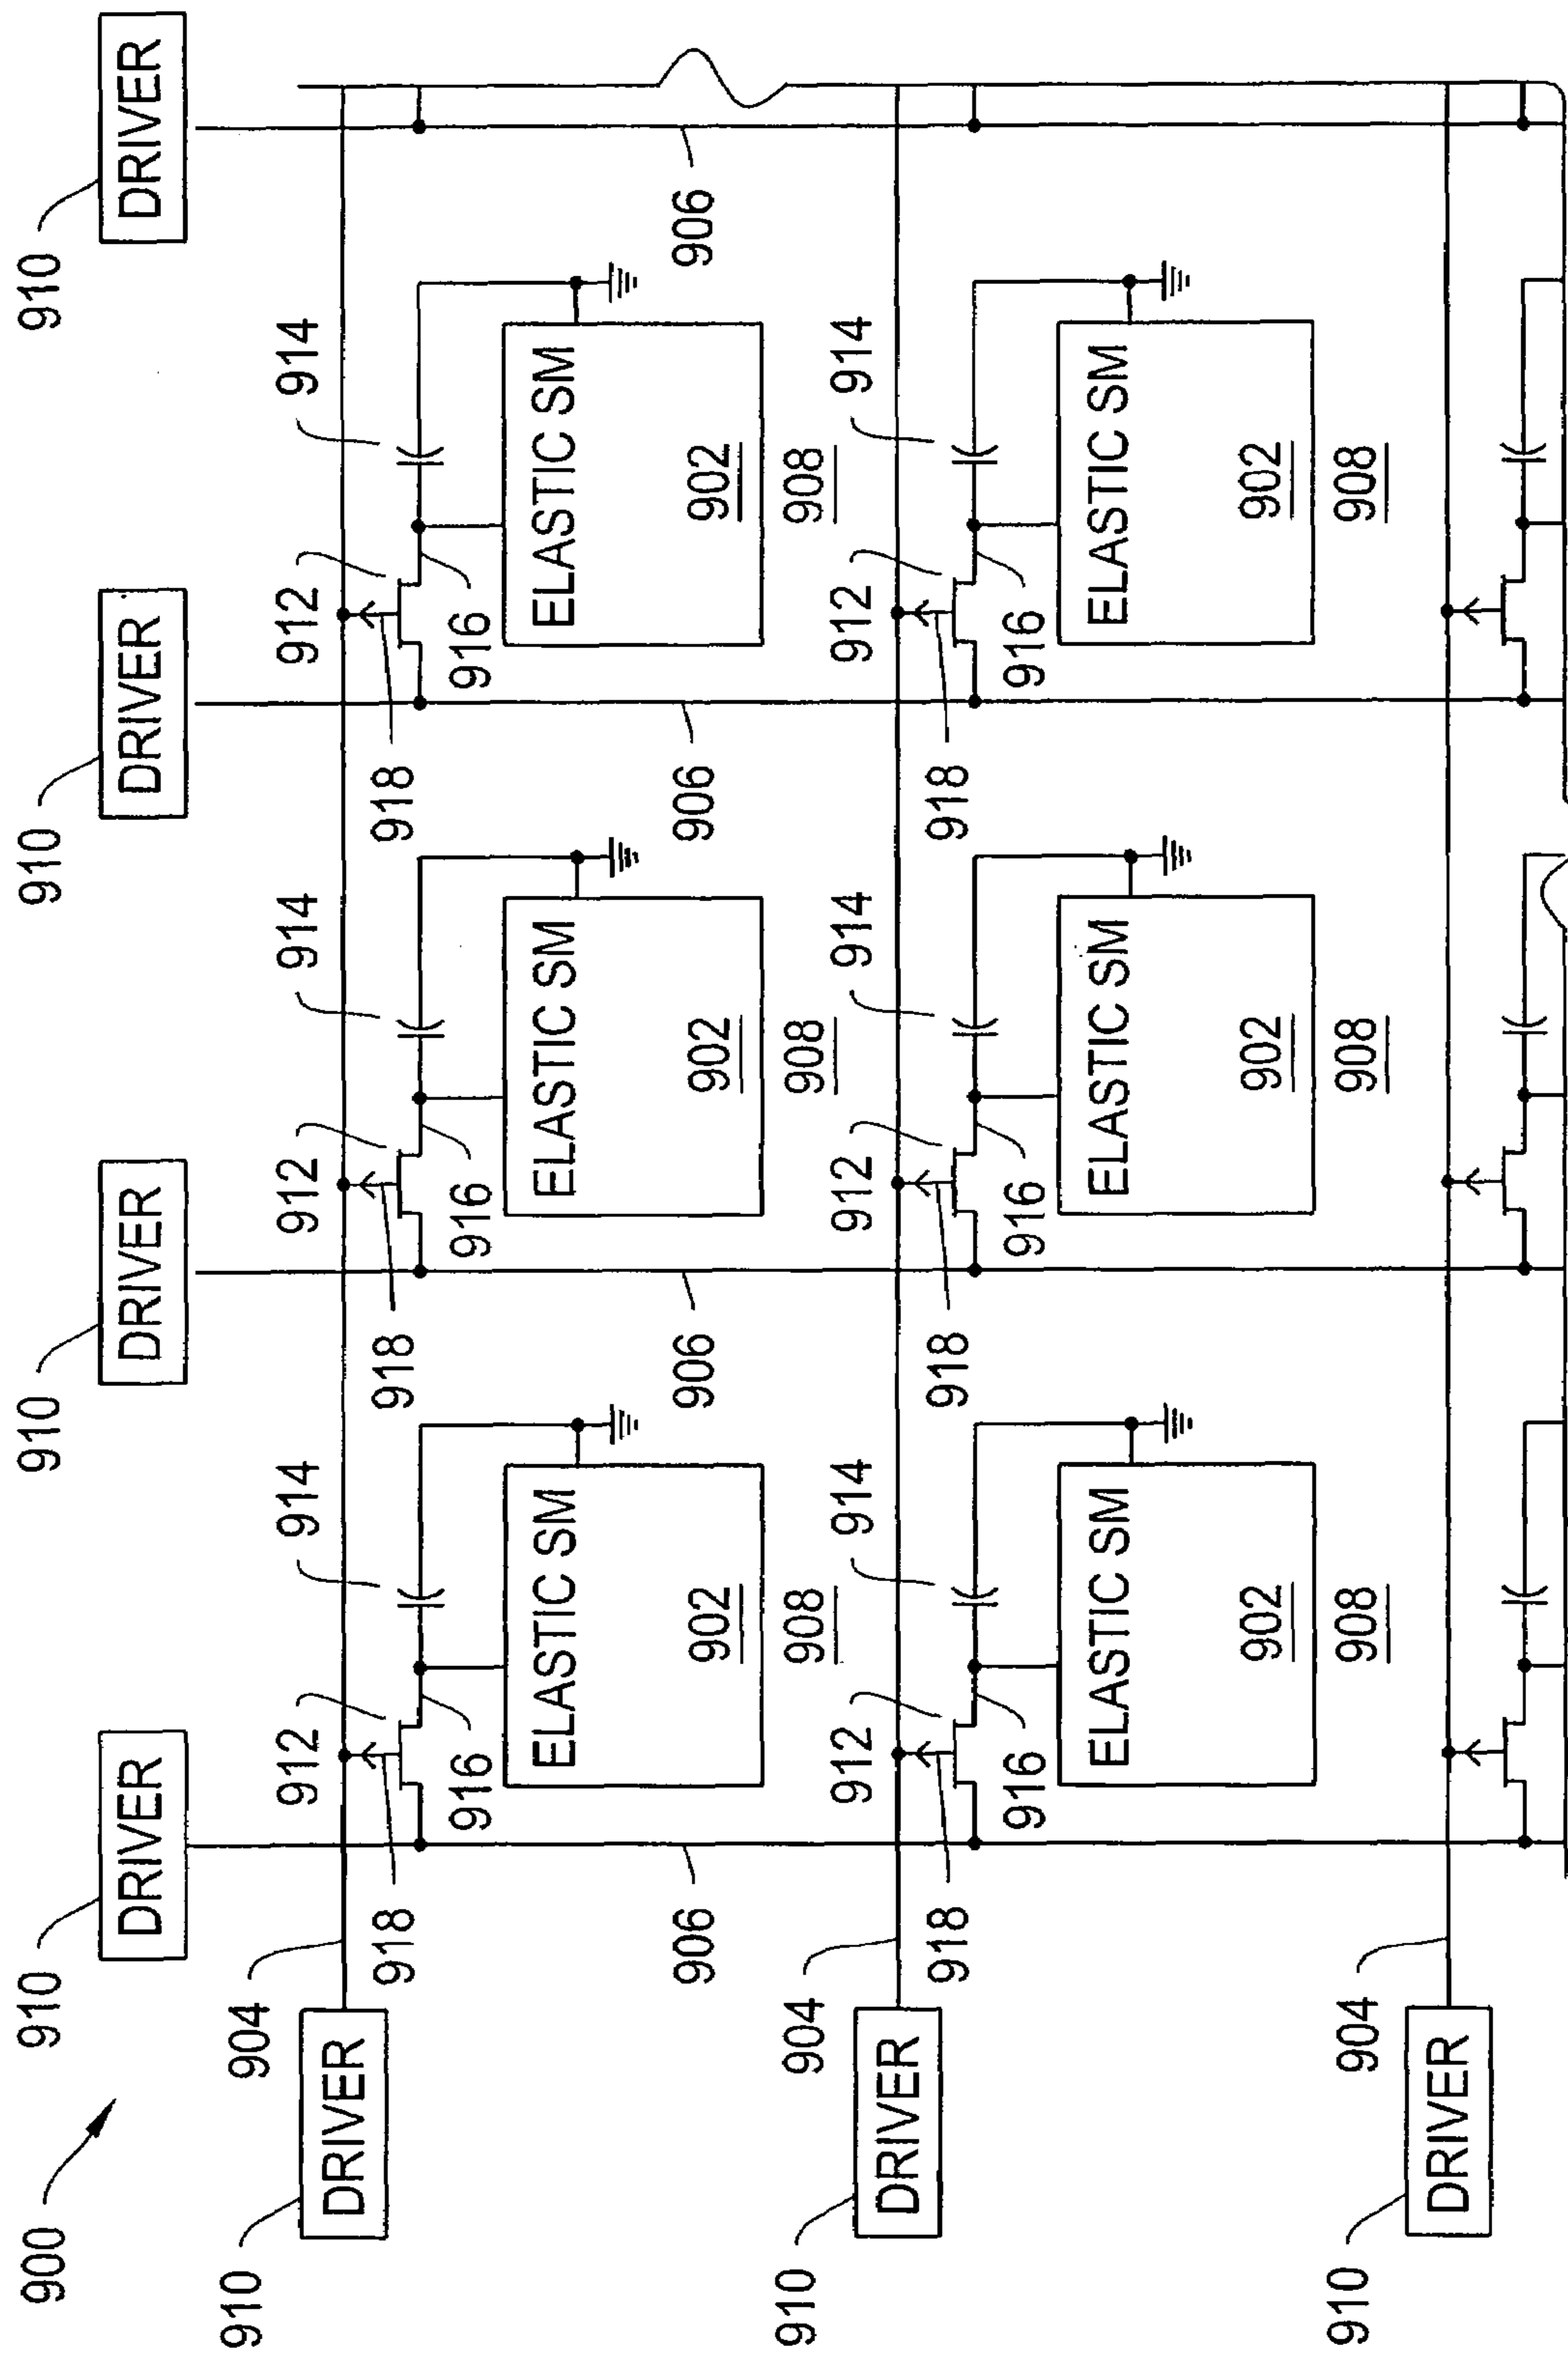 900 910 910 910 910
DRIVER DRIVER DRIVER DRIVER
910 904
912 914 912 914 912 914
DRIVER
918 918 918
916 916 916
ELASTIC SM ELASTIC SM ELASTIC SM
906 902 906 902 906 902 906
910 904 908 908 908
912 914 912 914 912 914
DRIVER
918 918 918
916 916 916
ELASTIC SM ELASTIC SM ELASTIC SM
902 902 902
910 904 908 908 908
DRIVER